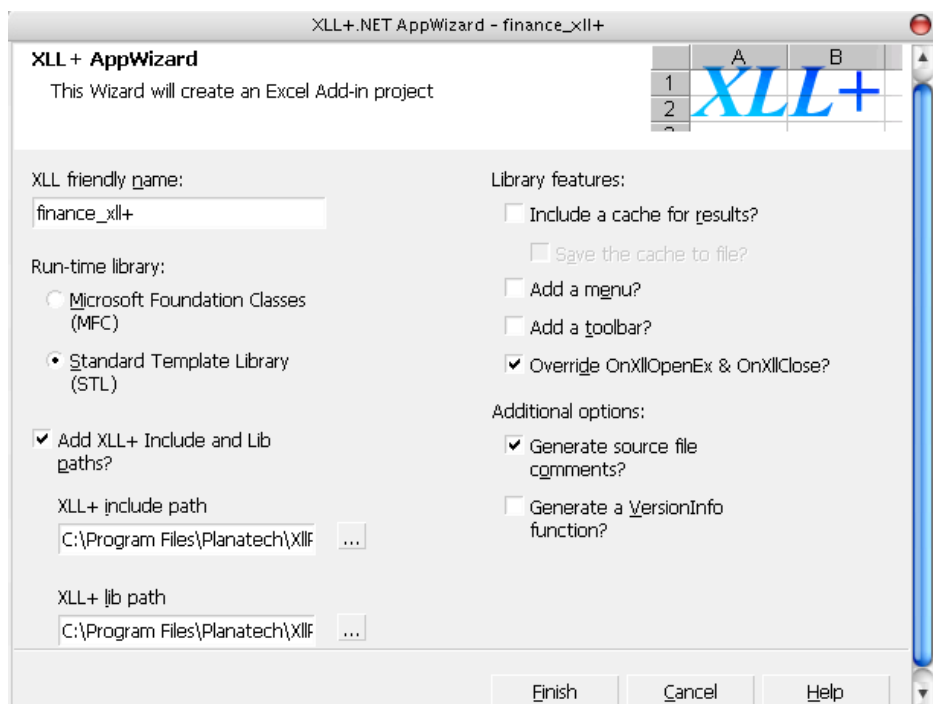 XLL+.NET AppWizard - finance_xll+
XLL+ AppWizard
This Wizard will create an Excel Add-in project
A B
1
2
XLL+
XLL friendly name:
finance_xll+
Run-time library:
Microsoft Foundation Classes
(MFC)
Standard Template Library
(STL)
Add XLL+ Include and Lib
paths?
XLL+ include path
C:\Program Files\Planatech\XllF
...
XLL+ lib path
C:\Program Files\Planatech\XllF
...
Library features:
Include a cache for results?
Save the cache to file?
Add a menu?
Add a toolbar?
Override OnXllOpenEx & OnXllClose?
Additional options:
Generate source file
comments?
Generate a VersionInfo
function?
Finish
Cancel
Help